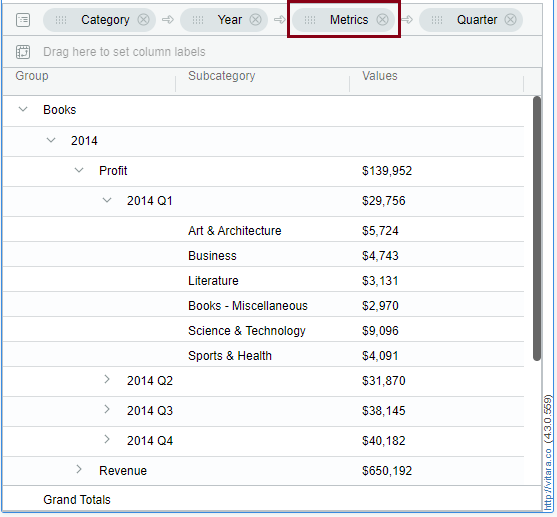 Category Year Metrics Quarter
Drag here to set column labels
Group Subcategory Values
Books
2014
Profit $139,952
2014 Q1 $29,756
Art & Architecture $5,724
Business $4,743
Literature $3,131
Books - Miscellaneous $2,970
Science & Technology $9,096
Sports & Health $4,091
2014 Q2 $31,870
2014 Q3 $38,145
2014 Q4 $40,182
Revenue $650,192
Grand Totals
http://vitara.co (4.3.0.559)